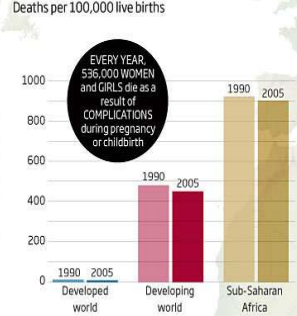 Deaths per 100,000 live births
EVERY YEAR,
536,000 WOMEN
and GIRLS die as a
result of
COMPLICATIONS
during pregnancy
or childbirth
1000
800
600
400
200
0
1990 2005
1990 2005
1990 2005
Developed
world
Developing
world
Sub-Saharan
Africa